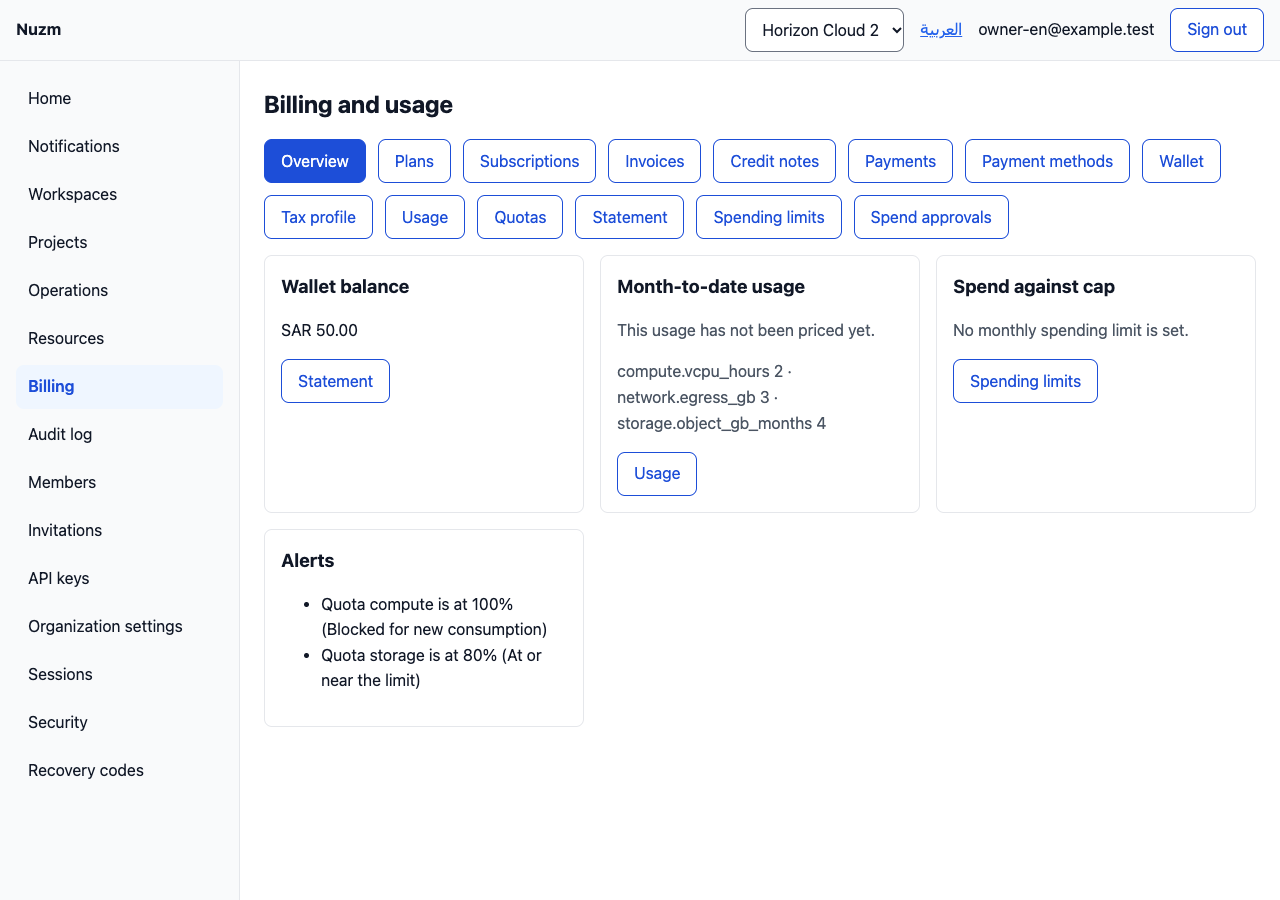 Nuzm
Horizon Cloud 2
العربية
owner-en@example.test
Sign out
Home
Notifications
Workspaces
Projects
Operations
Resources
Billing
Audit log
Members
Invitations
API keys
Organization settings
Sessions
Security
Recovery codes
Billing and usage
Overview
Plans
Subscriptions
Invoices
Credit notes
Payments
Payment methods
Wallet
Tax profile
Usage
Quotas
Statement
Spending limits
Spend approvals
Wallet balance
SAR 50.00
Statement
Month-to-date usage
This usage has not been priced yet.
compute.vcpu_hours 2 ·
network.egress_gb 3 ·
storage.object_gb_months 4
Usage
Spend against cap
No monthly spending limit is set.
Spending limits
Alerts
• Quota compute is at 100%
(Blocked for new consumption)
• Quota storage is at 80% (At or
near the limit)